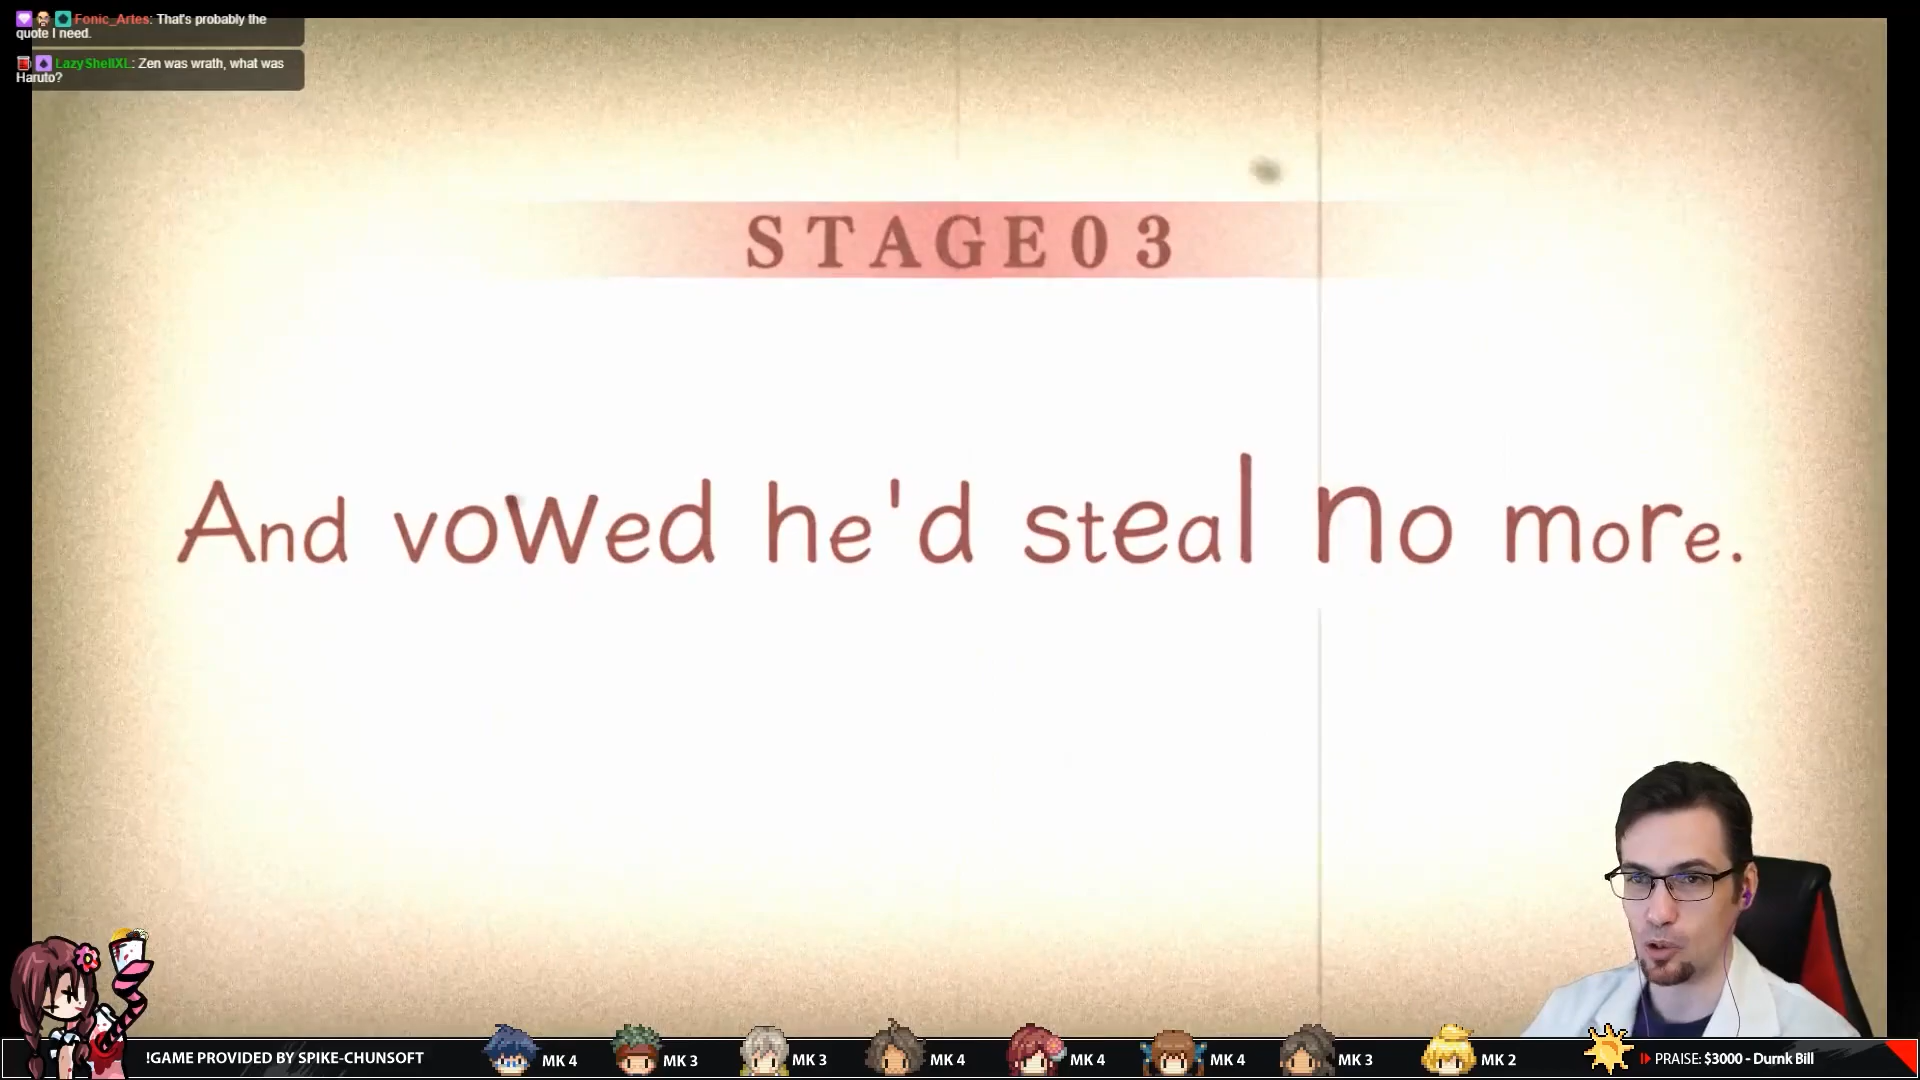 Fonic_Artes: That's probably the
quote I need.
LazyShellXL: Zen was wrath, what was
Haruto?
STAGE03
And vowed he'd steal no more.
!GAME PROVIDED BY SPIKE-CHUNSOFT
MK 4
MK 3
MK 3
MK 4
MK 4
MK 4
MK 3
MK 2
PRAISE: $3000 - Durnk Bill